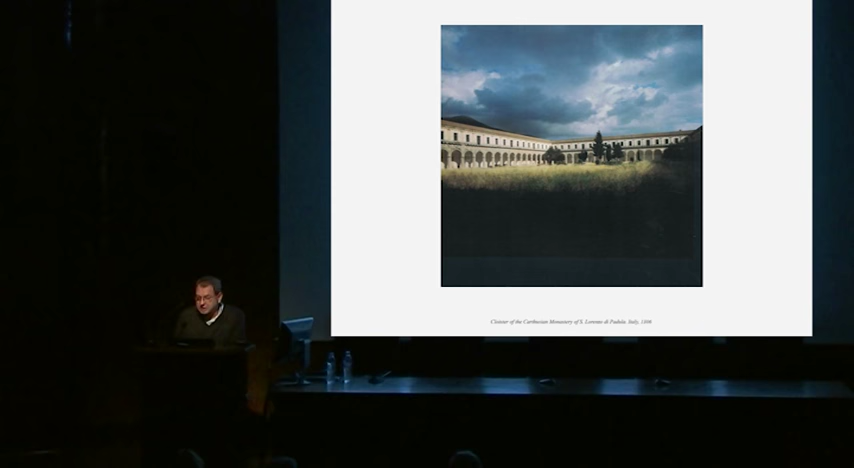 Cloister of the Carthusian Monastery of S. Lorenzo di Padula. Italy, 1306